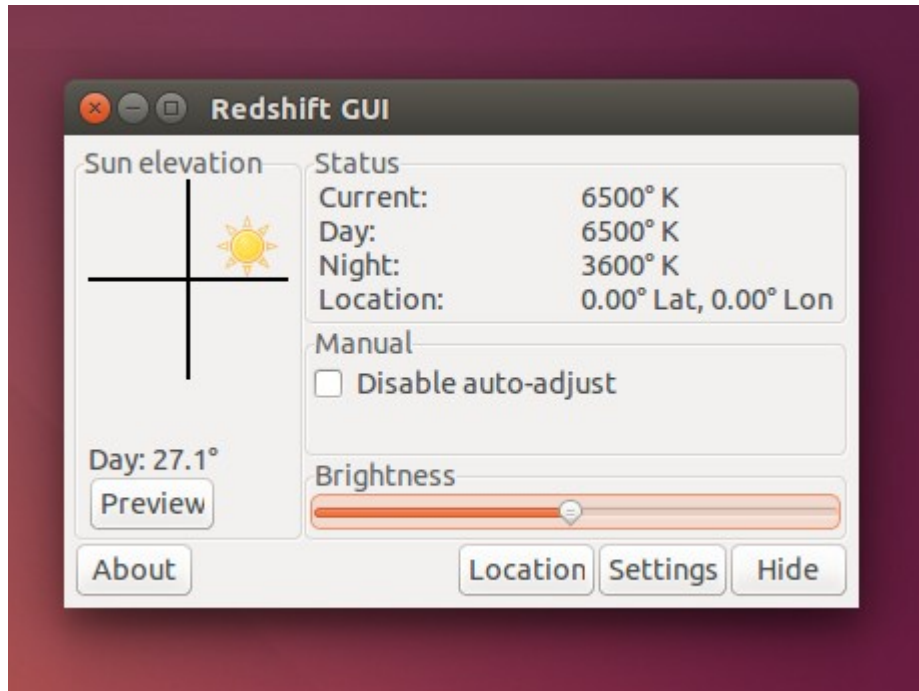 Redshift GUI
Sun elevation
Day: 27.1°
Preview
Status
Current: 6500° K
Day: 6500° K
Night: 3600° K
Location: 0.00° Lat, 0.00° Lon
Manual
Disable auto-adjust
Brightness
About
Location
Settings
Hide